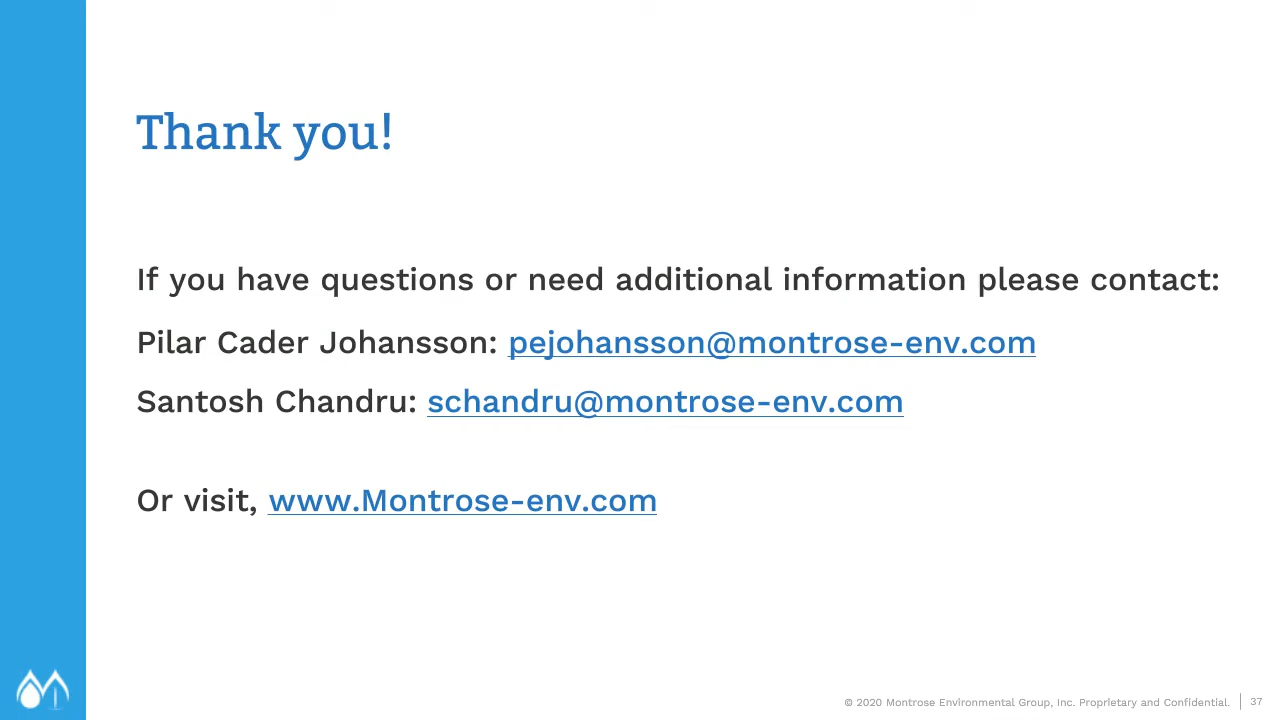 Thank you!
If you have questions or need additional information please contact:
Pilar Cader Johansson: pejohansson@montrose-env.com
Santosh Chandru: schandru@montrose-env.com
Or visit, www.Montrose-env.com
© 2020 Montrose Environmental Group, Inc. Proprietary and Confidential. | 37